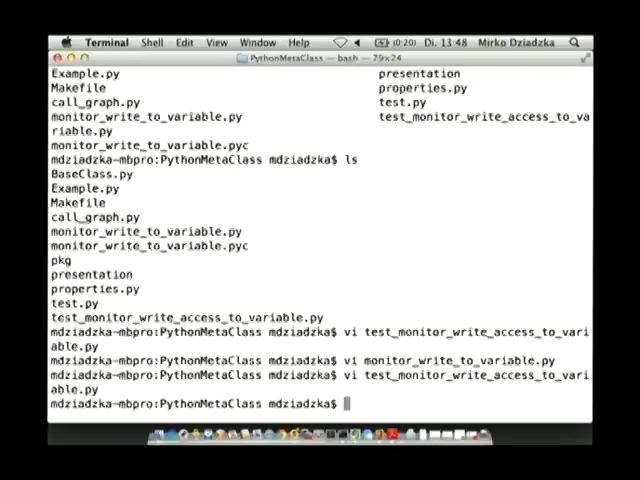 Terminal Shell Edit View Window Help (0:20) Di. 13:48 Mirko Dziadzka
PythonMetaClass — bash — 79×24
Example.py presentation
Makefile properties.py
call_graph.py test.py
monitor_write_to_variable.py test_monitor_write_access_to_va
riable.py
monitor_write_to_variable.pyc
mdziadzka-mbpro:PythonMetaClass mdziadzka$ ls
BaseClass.py
Example.py
Makefile
call_graph.py
monitor_write_to_variable.py
monitor_write_to_variable.pyc
pkg
presentation
properties.py
test.py
test_monitor_write_access_to_variable.py
mdziadzka-mbpro:PythonMetaClass mdziadzka$ vi test_monitor_write_access_to_vari
able.py
mdziadzka-mbpro:PythonMetaClass mdziadzka$ vi monitor_write_to_variable.py
mdziadzka-mbpro:PythonMetaClass mdziadzka$ vi test_monitor_write_access_to_vari
able.py
mdziadzka-mbpro:PythonMetaClass mdziadzka$